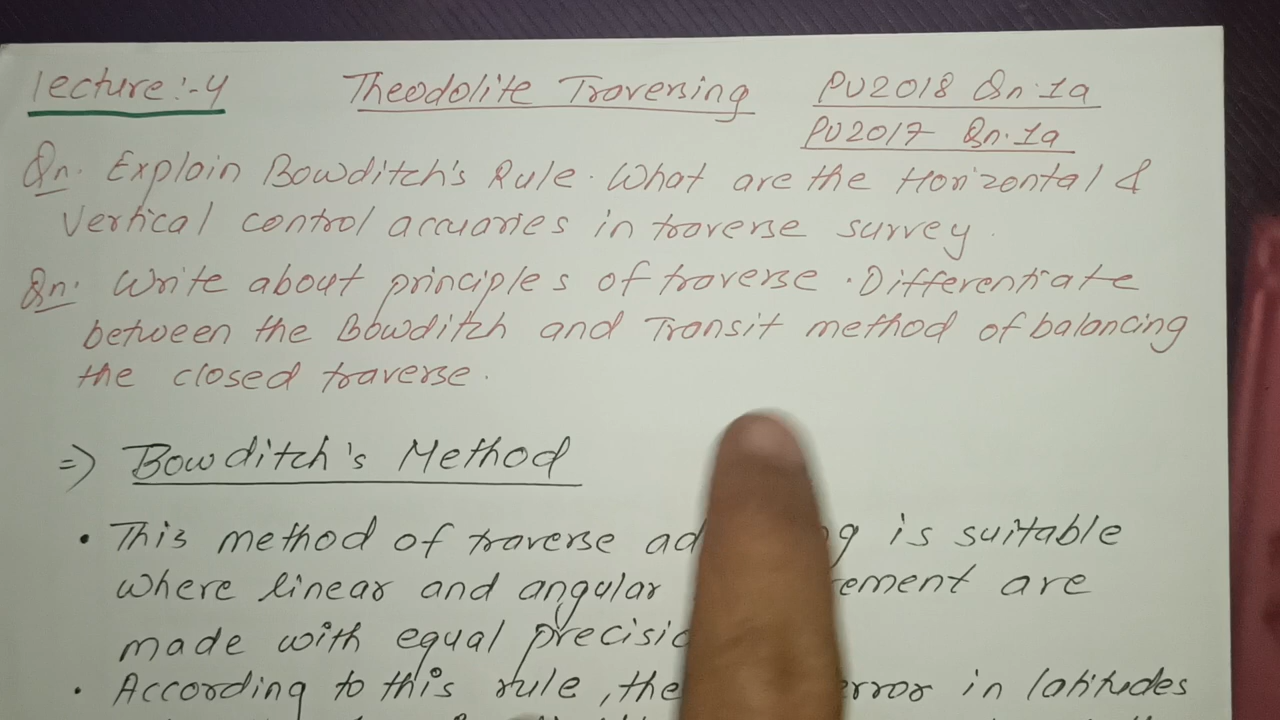 Lecture:-4 Theodolite Traversing PU2018 Qn.1a
PU2017 Qn.1a
Qn. Explain Bowditch's Rule. What are the Horizontal &
Vertical control accuaries in traverse survey.
Qn. Write about principles of traverse. Differentiate
between the Bowditch and Transit method of balancing
the closed traverse.
=> Bowditch's Method
• This method of traverse is suitable
where linear and angular are
made with equal
• According to this rule, the error in latitudes